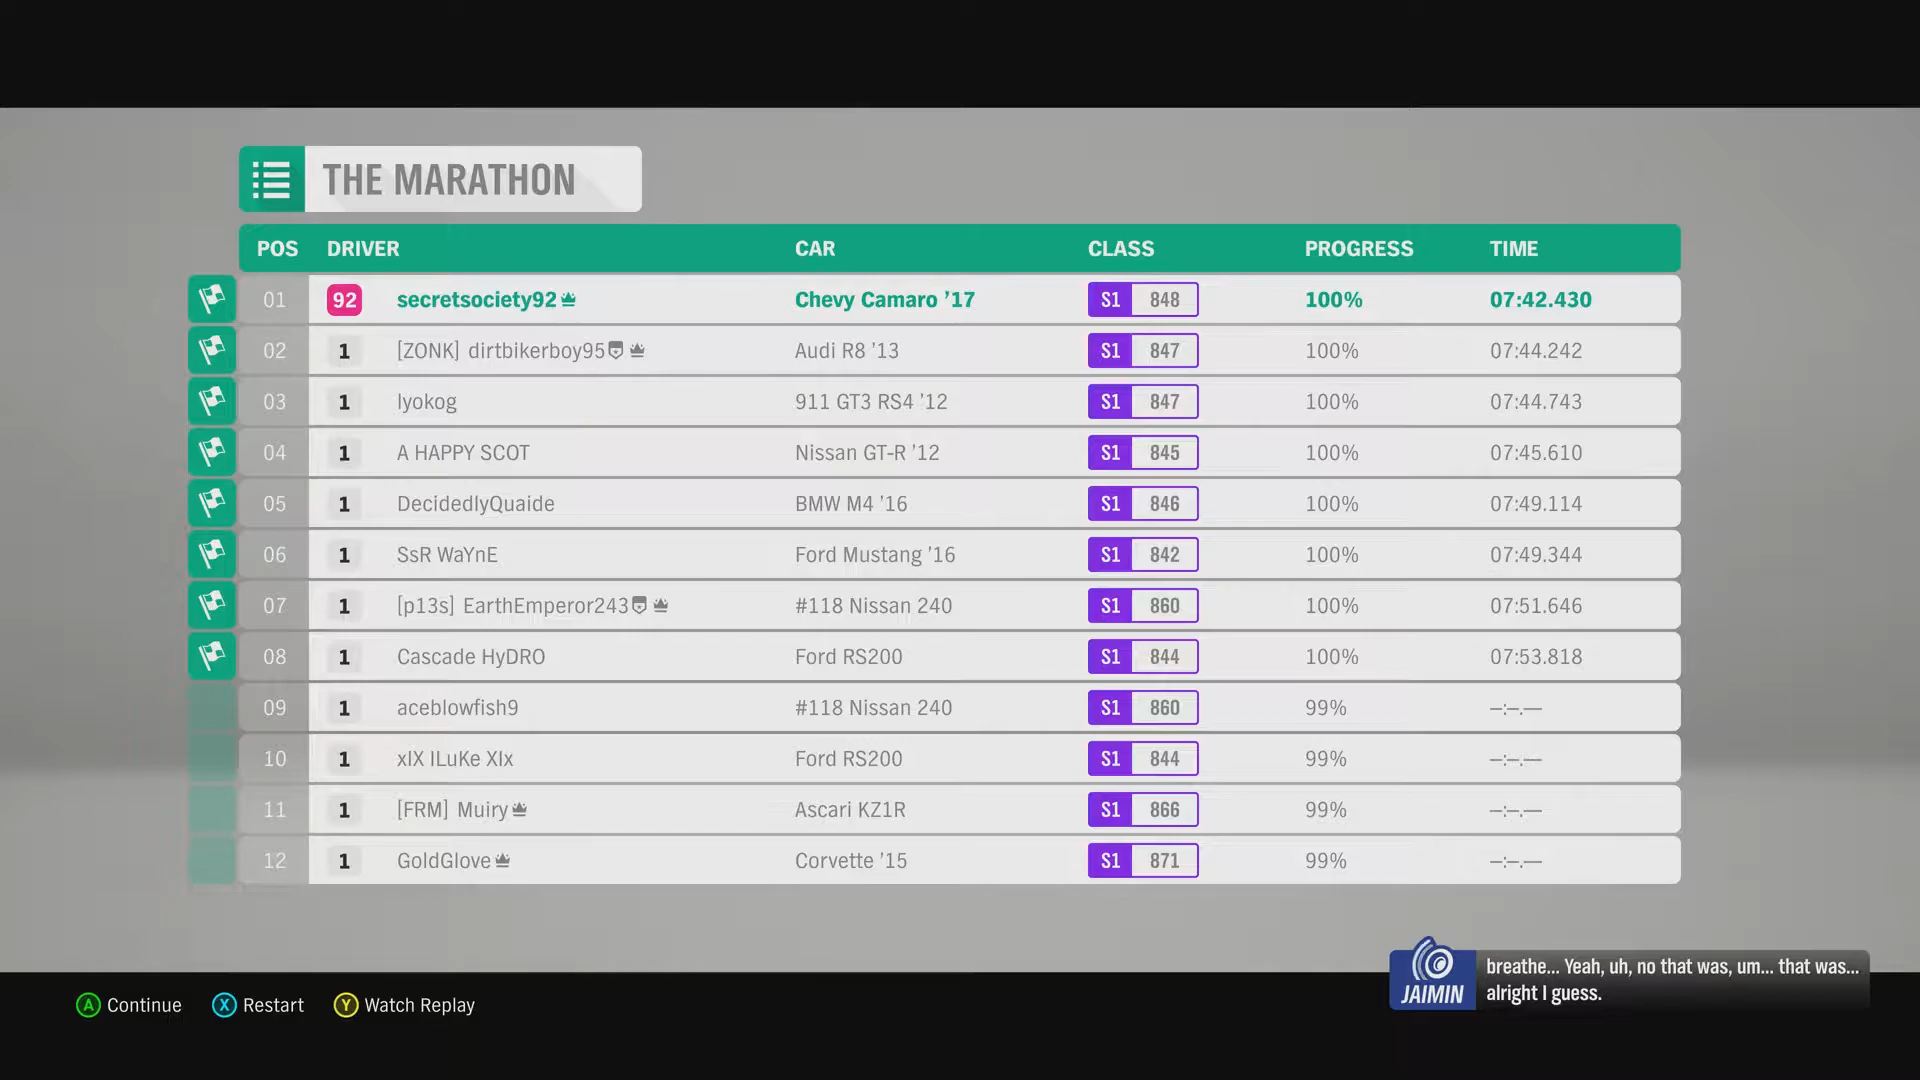 THE MARATHON
POS DRIVER CAR CLASS PROGRESS TIME
01 92 secretsociety92 Chevy Camaro ’17 S1 848 100% 07:42.430
02 1 [ZONK] dirtbikerboy95 Audi R8 ’13 S1 847 100% 07:44.242
03 1 lyokog 911 GT3 RS4 ’12 S1 847 100% 07:44.743
04 1 A HAPPY SCOT Nissan GT-R ’12 S1 845 100% 07:45.610
05 1 DecidedlyQuaide BMW M4 ’16 S1 846 100% 07:49.114
06 1 SsR WaYnE Ford Mustang ’16 S1 842 100% 07:49.344
07 1 [p13s] EarthEmperor243 #118 Nissan 240 S1 860 100% 07:51.646
08 1 Cascade HyDRO Ford RS200 S1 844 100% 07:53.818
09 1 aceblowfish9 #118 Nissan 240 S1 860 99% –:–.––
10 1 xIX ILuKe XIx Ford RS200 S1 844 99% –:–.––
11 1 [FRM] Muiry Ascari KZ1R S1 866 99% –:–.––
12 1 GoldGlove Corvette ’15 S1 871 99% –:–.––
JAIMIN
breathe... Yeah, uh, no that was, um... that was...
alright I guess.
A Continue X Restart Y Watch Replay